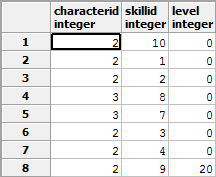 characterid skillid level
integer integer integer
1 2 10 0
2 2 1 0
3 2 2 0
4 3 8 0
5 3 7 0
6 2 3 0
7 2 4 0
8 2 9 20